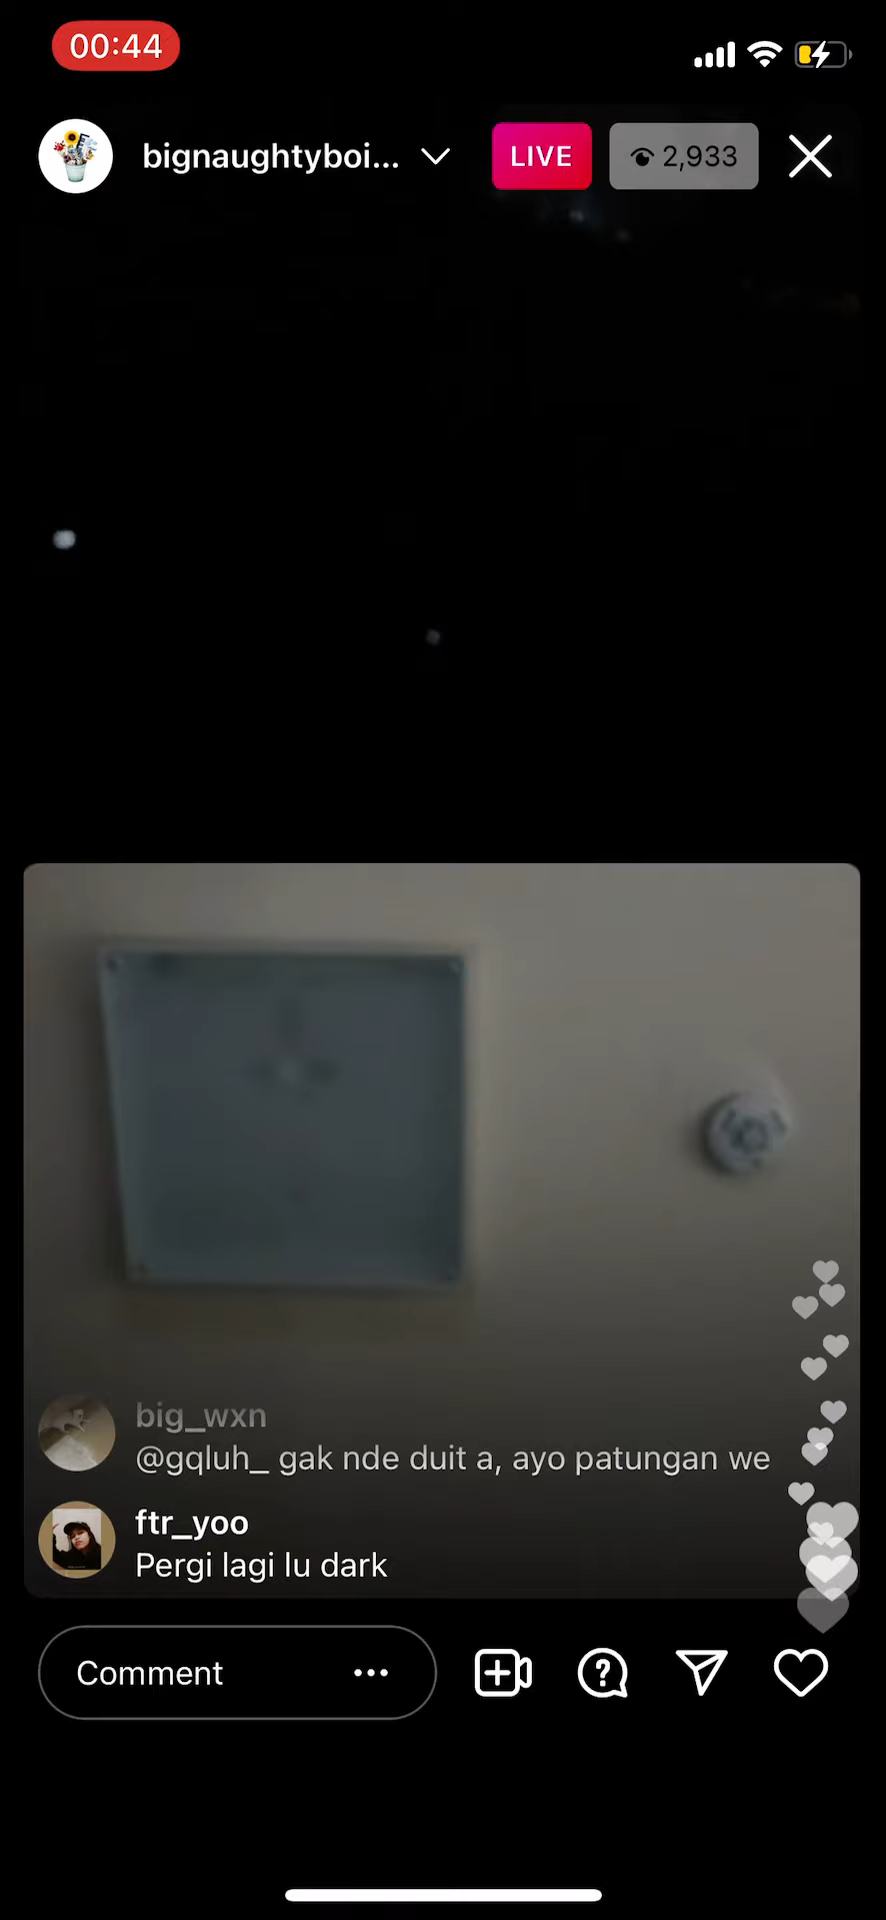 00:44
bignaughtyboi...
LIVE
2,933
big_wxn
@gqluh_ gak nde duit a, ayo patungan we
ftr_yoo
Pergi lagi lu dark
Comment